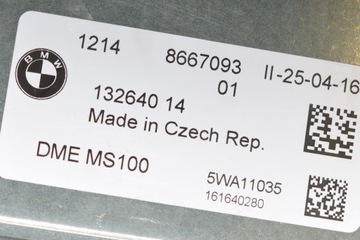 BMW
1214 8667093 II-25-04-16
01
132640 14
Made in Czech Rep.
DME MS100
5WA11035
161640280